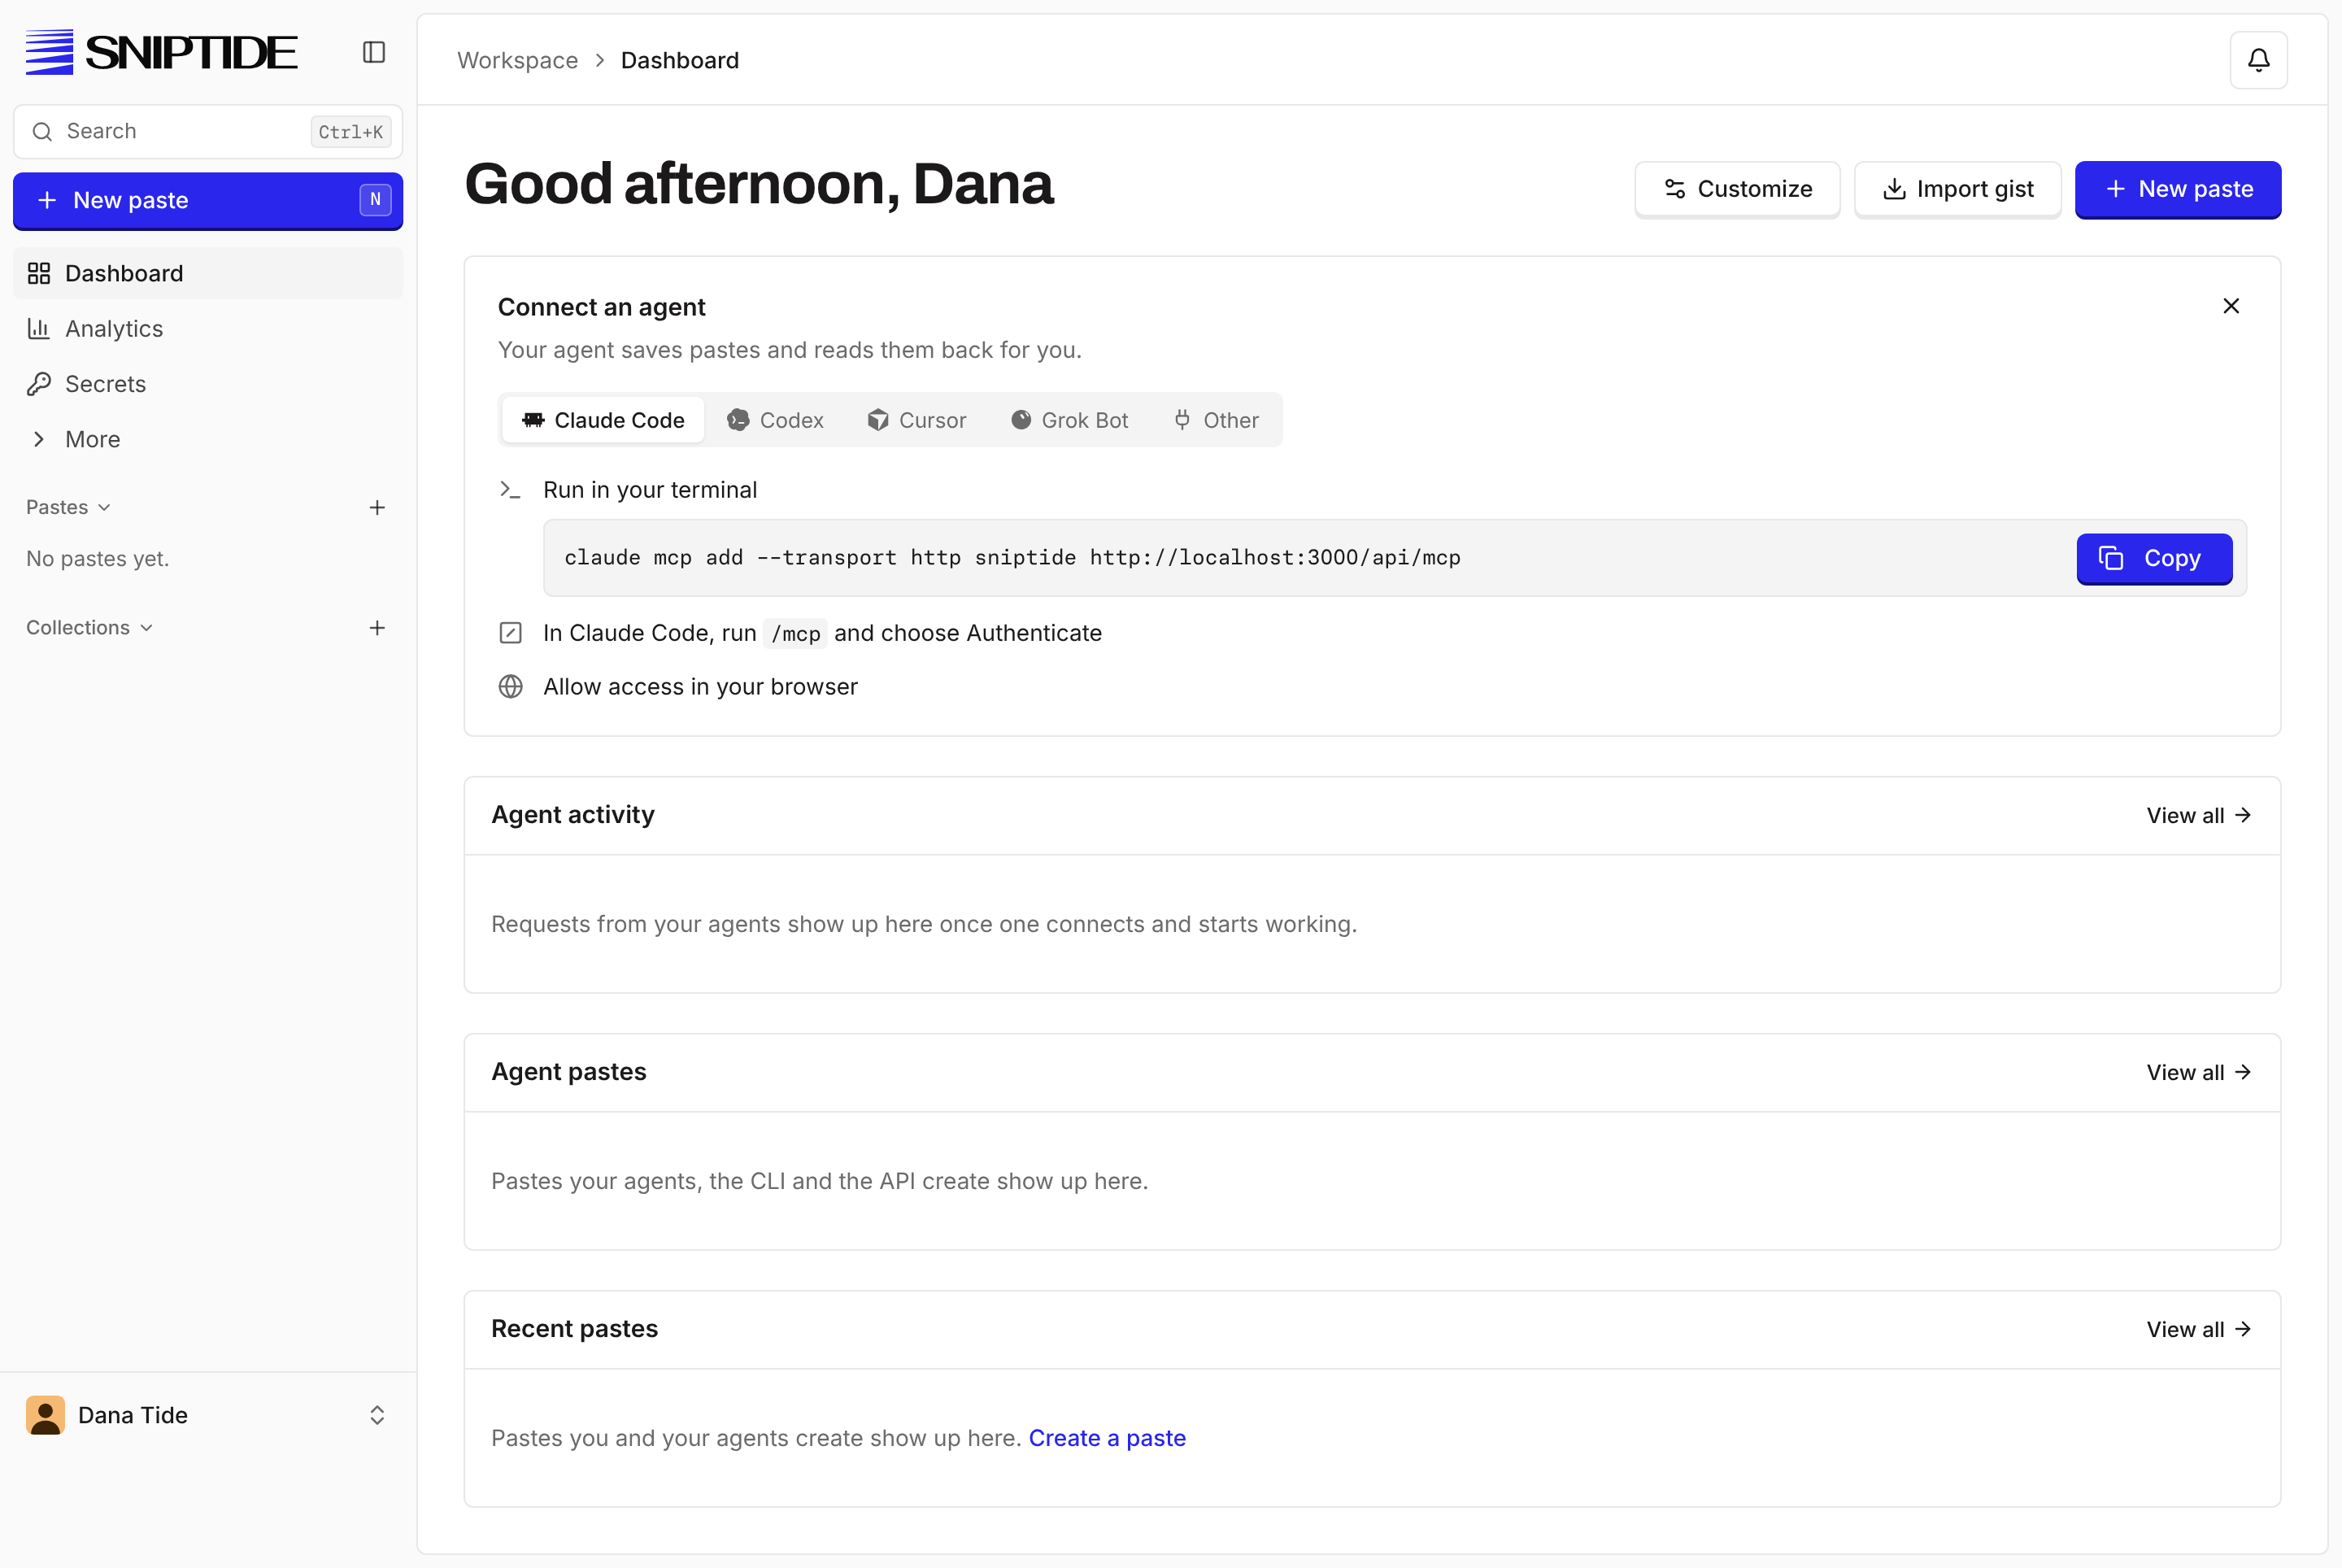 SNIPTIDE
Search Ctrl+K
New paste N
Dashboard
Analytics
Secrets
More
Pastes
No pastes yet.
Collections
Dana Tide
Workspace > Dashboard
Good afternoon, Dana
Customize
Import gist
New paste
Connect an agent
Your agent saves pastes and reads them back for you.
Claude Code Codex Cursor Grok Bot Other
Run in your terminal
claude mcp add --transport http sniptide http://localhost:3000/api/mcp
Copy
In Claude Code, run /mcp and choose Authenticate
Allow access in your browser
Agent activity
View all
Requests from your agents show up here once one connects and starts working.
Agent pastes
View all
Pastes your agents, the CLI and the API create show up here.
Recent pastes
View all
Pastes you and your agents create show up here. Create a paste